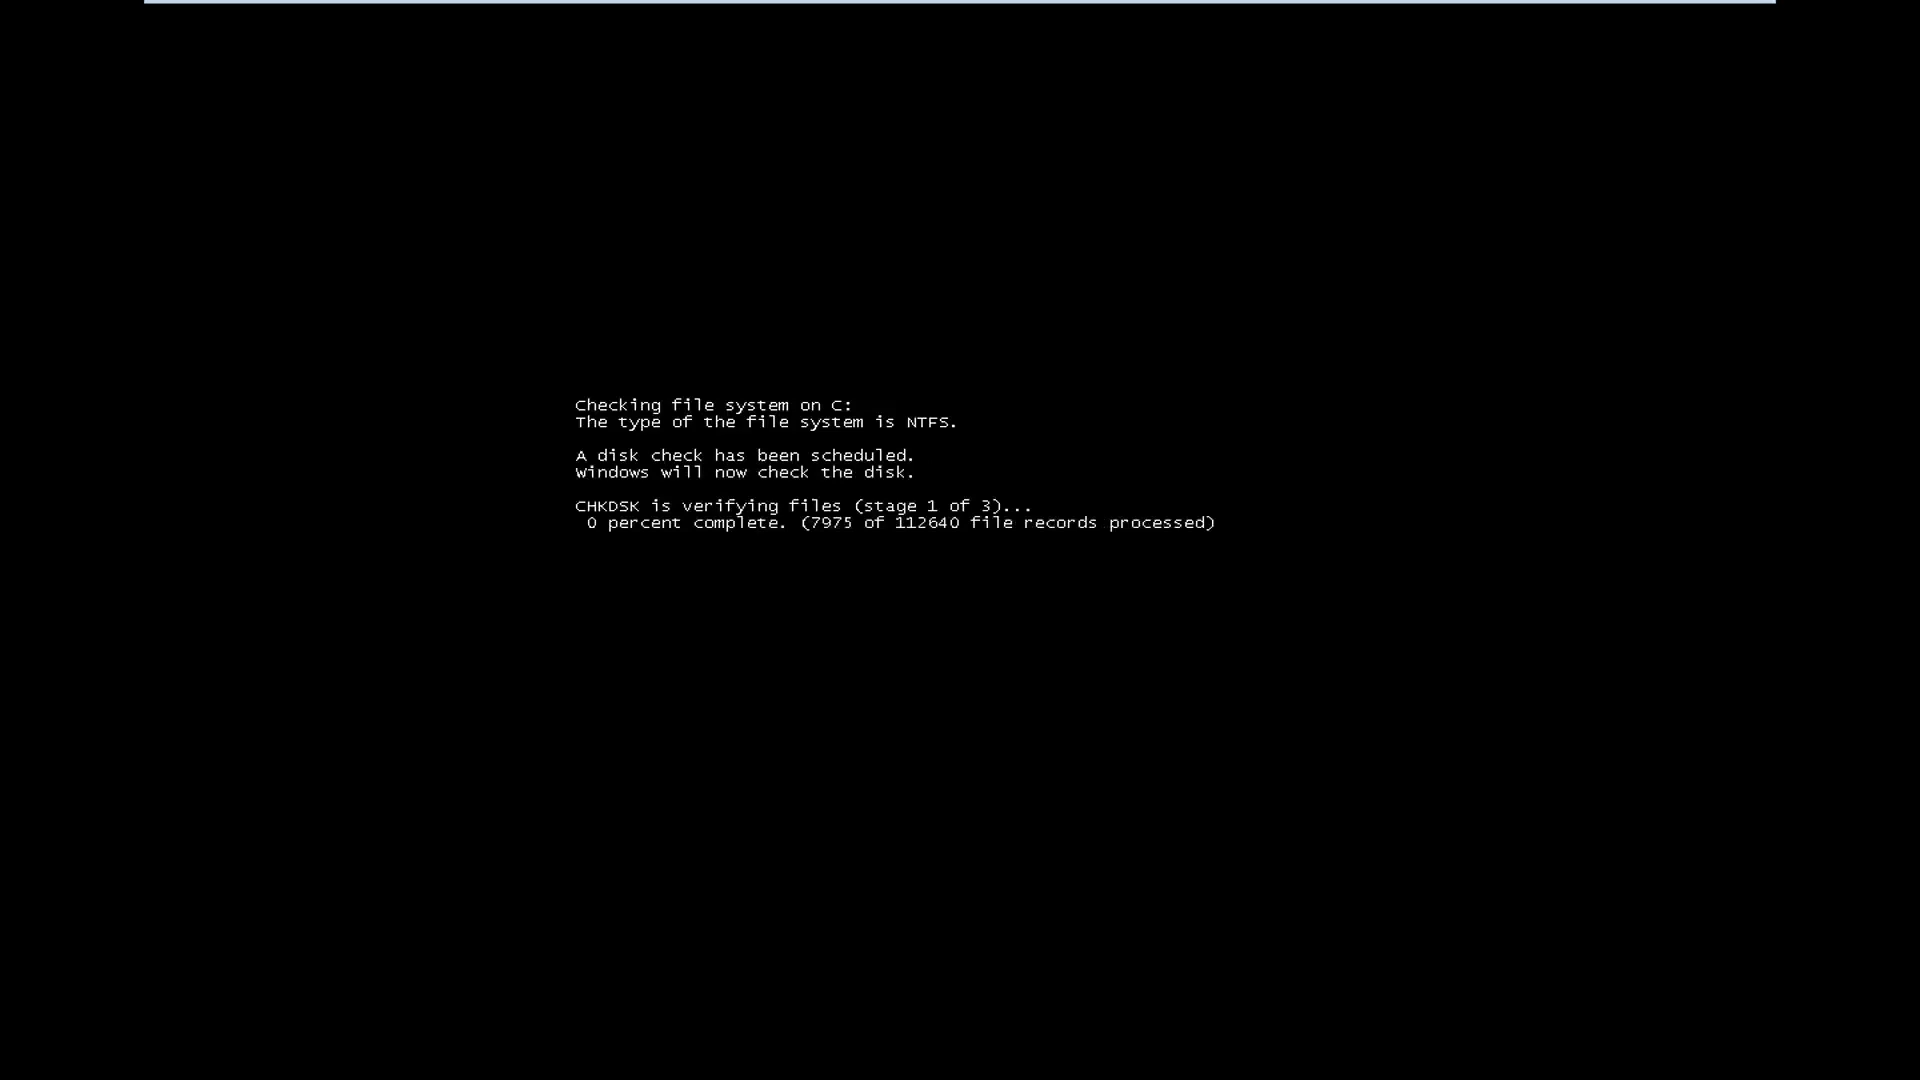 Checking file system on C:
The type of the file system is NTFS.
A disk check has been scheduled.
Windows will now check the disk.
CHKDSK is verifying files (stage 1 of 3)...
0 percent complete. (7975 of 112640 file records processed)